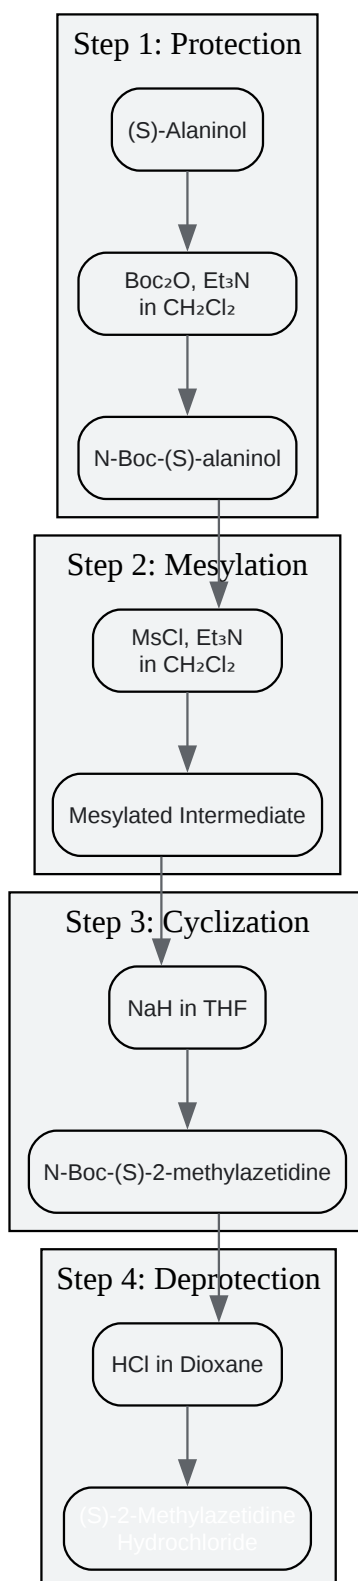 Step 1: Protection
(S)-Alaninol
Boc₂O, Et₃N
in CH₂Cl₂
N-Boc-(S)-alaninol
Step 2: Mesylation
MsCl, Et₃N
in CH₂Cl₂
Mesylated Intermediate
Step 3: Cyclization
NaH in THF
N-Boc-(S)-2-methylazetidine
Step 4: Deprotection
HCl in Dioxane
(S)-2-Methylazetidine
Hydrochloride